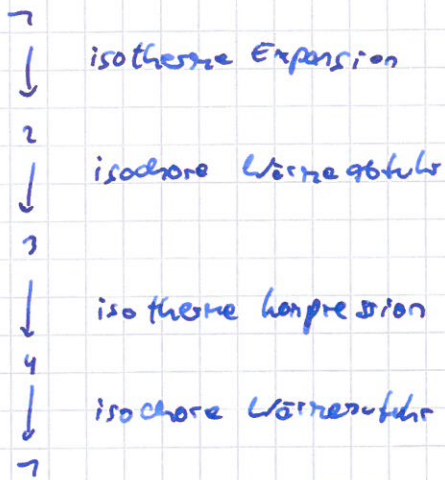 1
isotherme Expansion
2
isochore Wärmeabfuhr
3
isotherme Kompression
4
isochore Wärmezufuhr
1